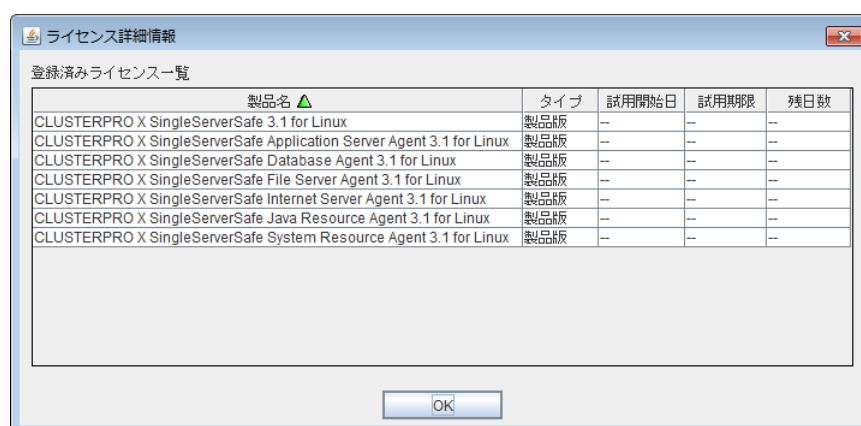 ライセンス詳細情報
登録済みライセンス一覧
製品名 タイプ 試用開始日 試用期限 残日数
CLUSTERPRO X SingleServerSafe 3.1 for Linux 製品版 -- -- --
CLUSTERPRO X SingleServerSafe Application Server Agent 3.1 for Linux 製品版 -- -- --
CLUSTERPRO X SingleServerSafe Database Agent 3.1 for Linux 製品版 -- -- --
CLUSTERPRO X SingleServerSafe File Server Agent 3.1 for Linux 製品版 -- -- --
CLUSTERPRO X SingleServerSafe Internet Server Agent 3.1 for Linux 製品版 -- -- --
CLUSTERPRO X SingleServerSafe Java Resource Agent 3.1 for Linux 製品版 -- -- --
CLUSTERPRO X SingleServerSafe System Resource Agent 3.1 for Linux 製品版 -- -- --
OK